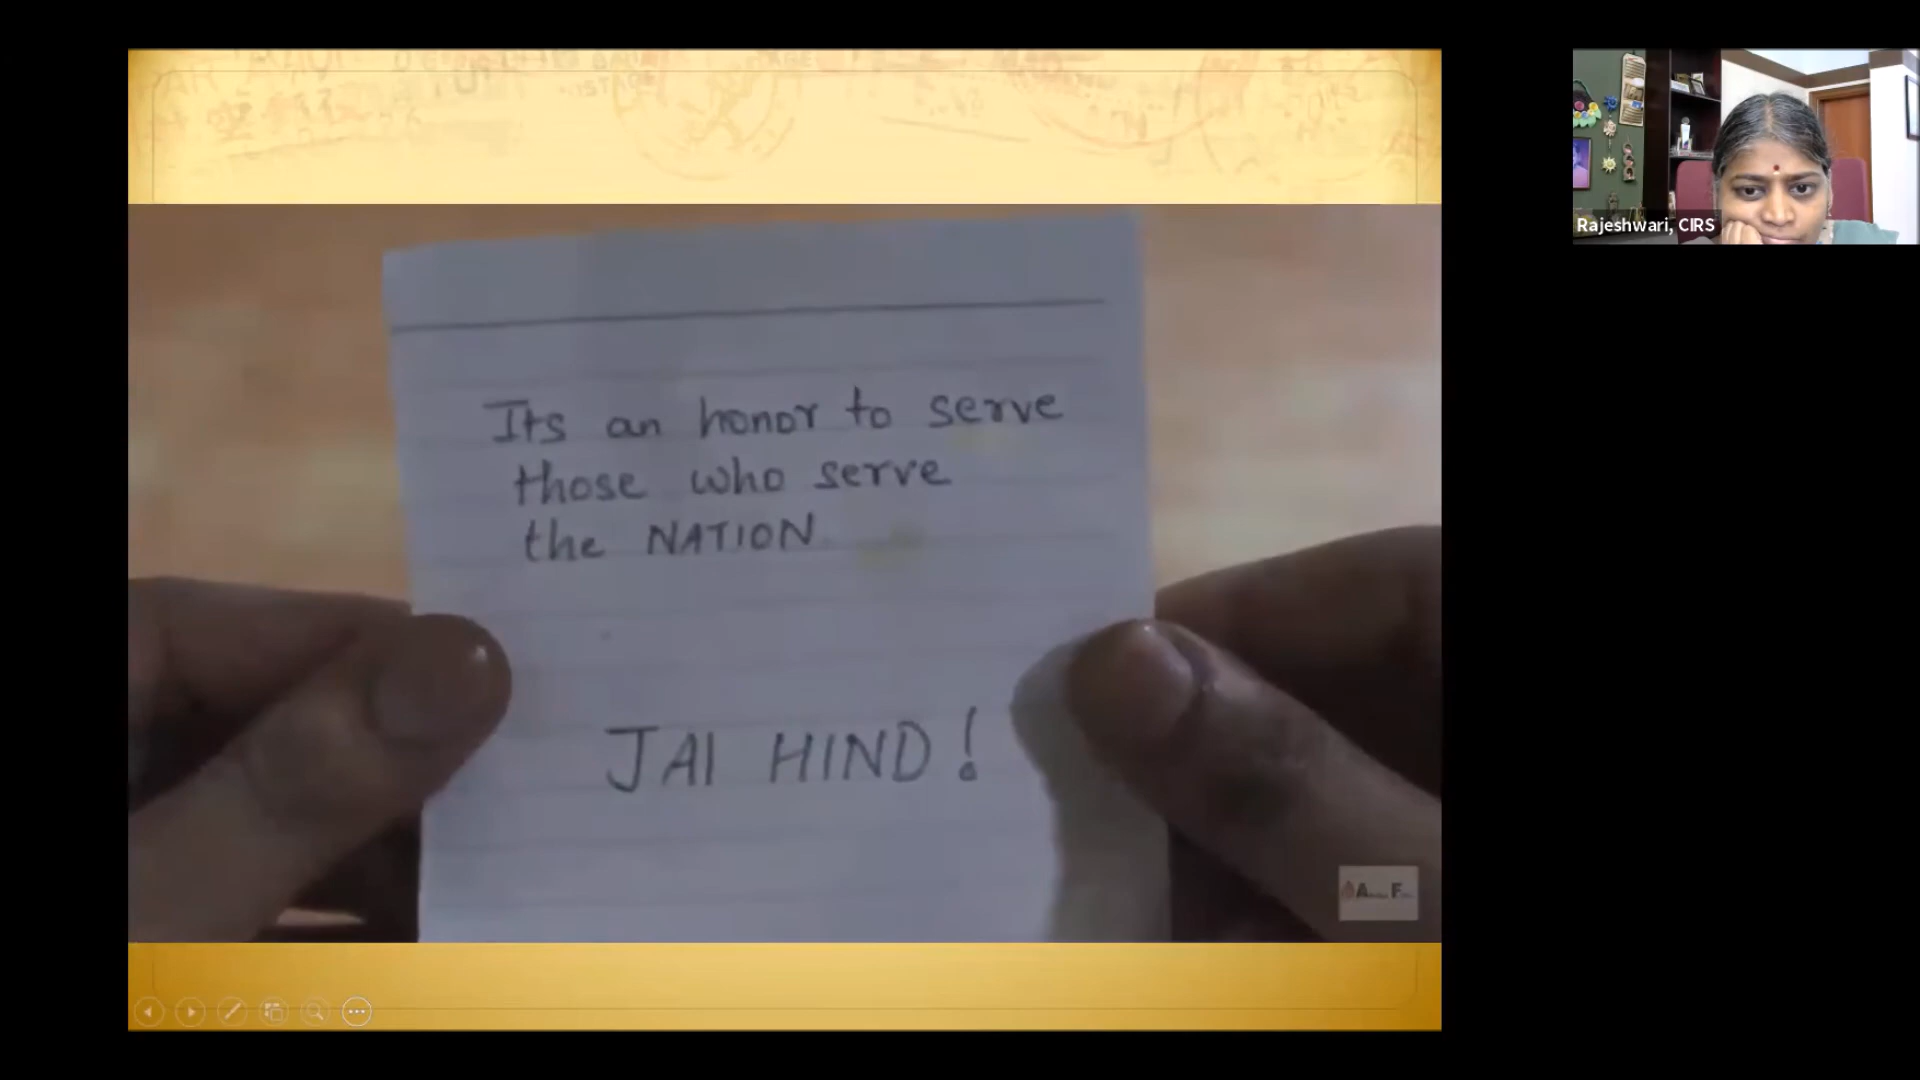 Its an honor to serve
those who serve
the NATION
JAI HIND!
Rajeshwari, CIRS